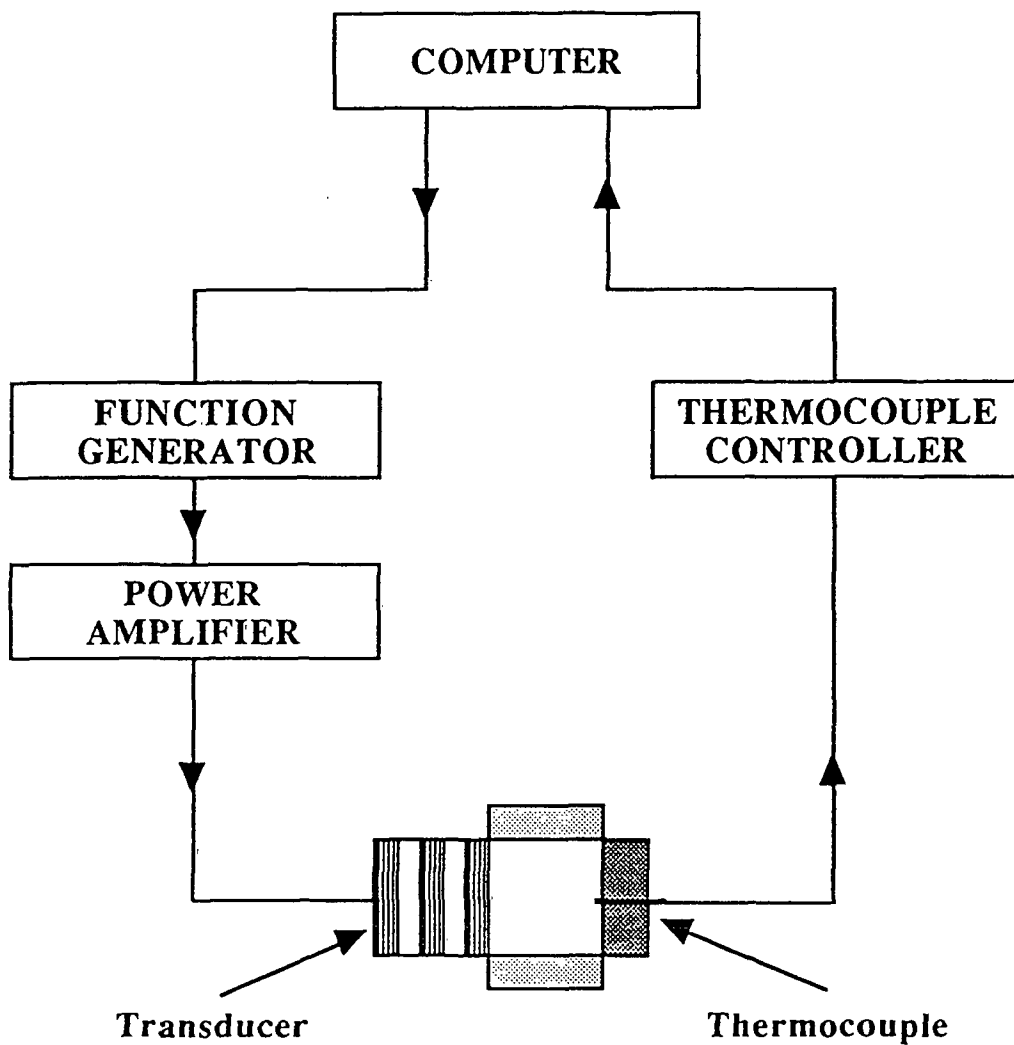 COMPUTER
FUNCTION
GENERATOR
THERMOCOUPLE
CONTROLLER
POWER
AMPLIFIER
Transducer
Thermocouple